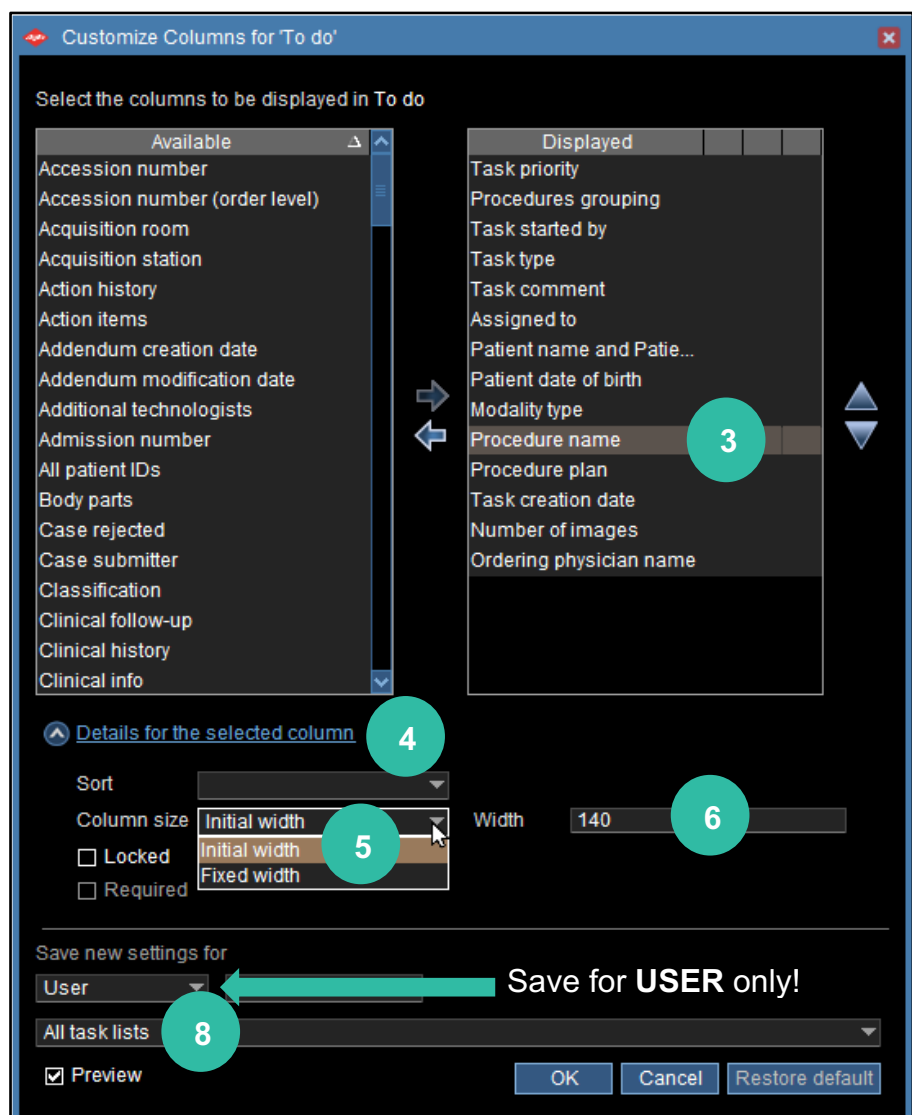 Customize Columns for 'To do'
Select the columns to be displayed in To do
Available
Accession number
Accession number (order level)
Acquisition room
Acquisition station
Action history
Action items
Addendum creation date
Addendum modification date
Additional technologists
Admission number
All patient IDs
Body parts
Case rejected
Case submitter
Classification
Clinical follow-up
Clinical history
Clinical info
Displayed
Task priority
Procedures grouping
Task started by
Task type
Task comment
Assigned to
Patient name and Patie...
Patient date of birth
Modality type
Procedure name
3
Procedure plan
Task creation date
Number of images
Ordering physician name
Details for the selected column
4
Sort
Column size Initial width
Width 140
6
Initial width
5
Fixed width
Locked
Required
Save new settings for
User
Save for USER only!
All task lists
8
Preview
OK Cancel Restore default